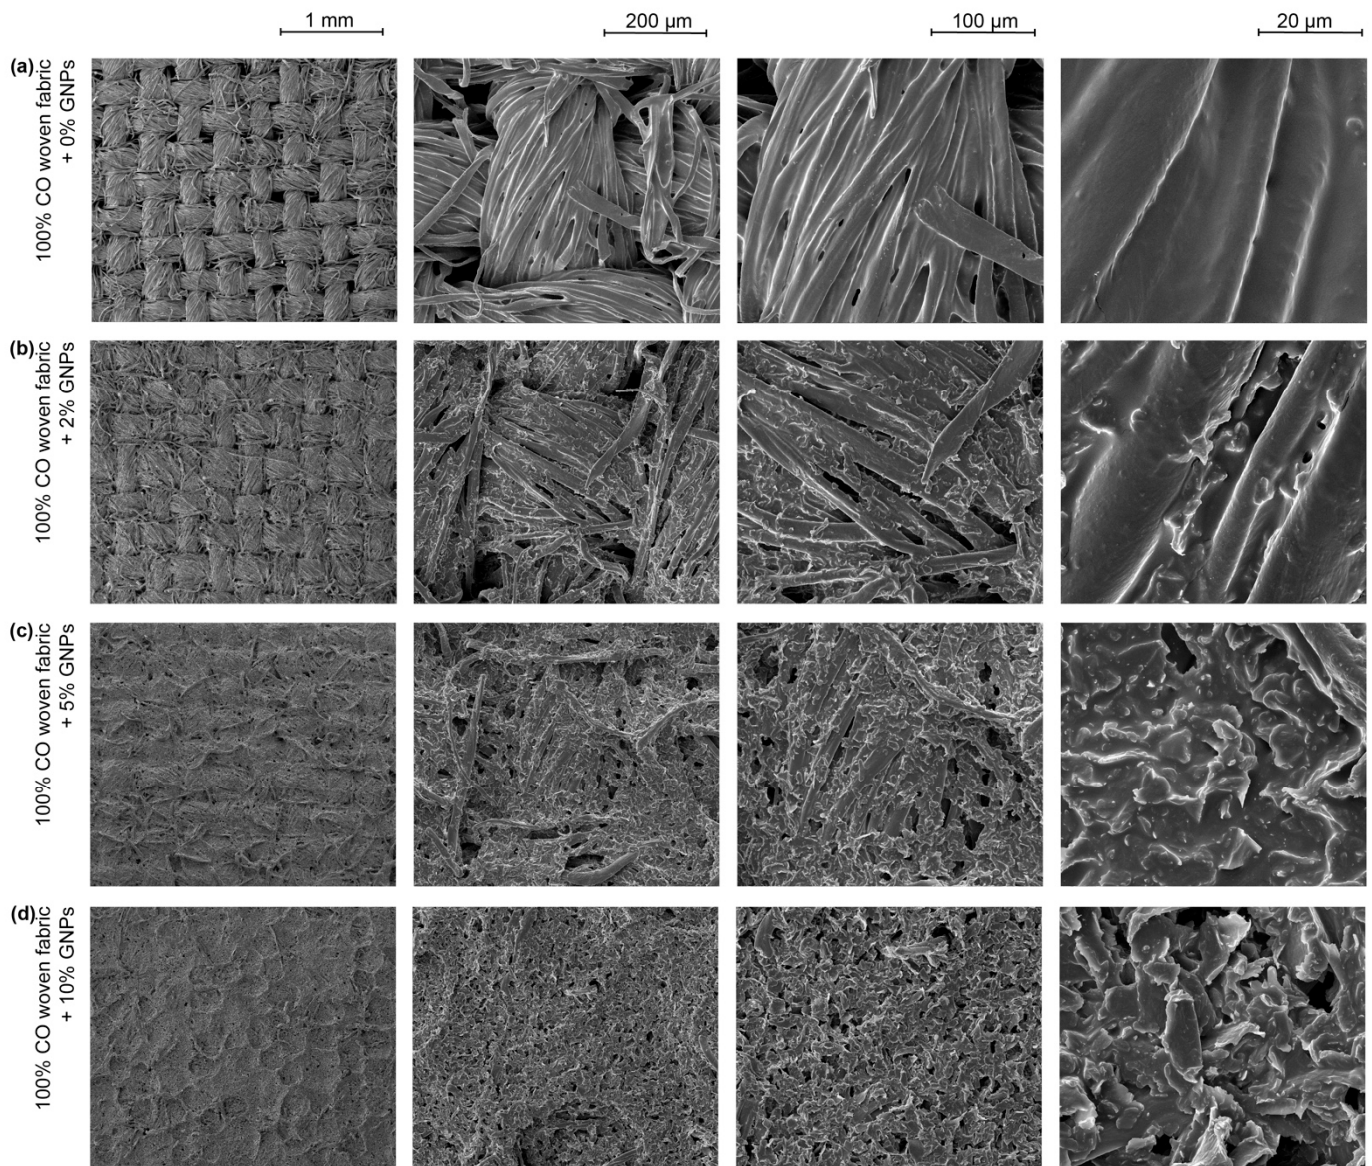 1 mm
200 µm
100 µm
20 µm
(a)
100% CO woven fabric
+ 0% GNPs
(b)
100% CO woven fabric
+ 2% GNPs
(c)
100% CO woven fabric
+ 5% GNPs
(d)
100% CO woven fabric
+ 10% GNPs